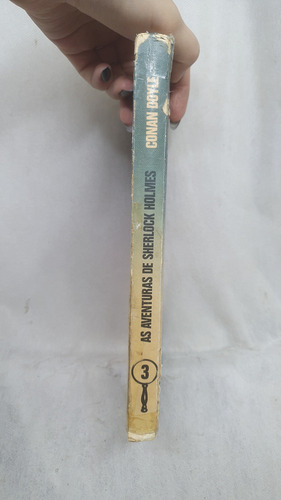 3
AS AVENTURAS DE SHERLOCK HOLMES
CONAN DOYLE